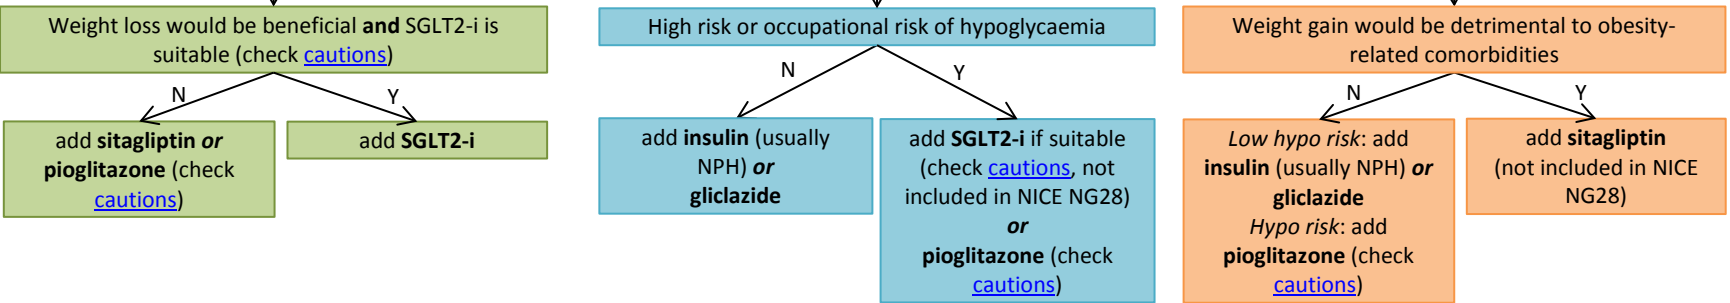 Weight loss would be beneficial and SGLT2-i is
suitable (check cautions)
N
Y
add sitagliptin or
pioglitazone (check
cautions)
add SGLT2-i
High risk or occupational risk of hypoglycaemia
N
Y
add insulin (usually
NPH) or
gliclazide
add SGLT2-i if suitable
(check cautions, not
included in NICE NG28)
or
pioglitazone (check
cautions)
Weight gain would be detrimental to obesity-
related comorbidities
N
Y
Low hypo risk: add
insulin (usually NPH) or
gliclazide
Hypo risk: add
pioglitazone (check
cautions)
add sitagliptin
(not included in NICE
NG28)